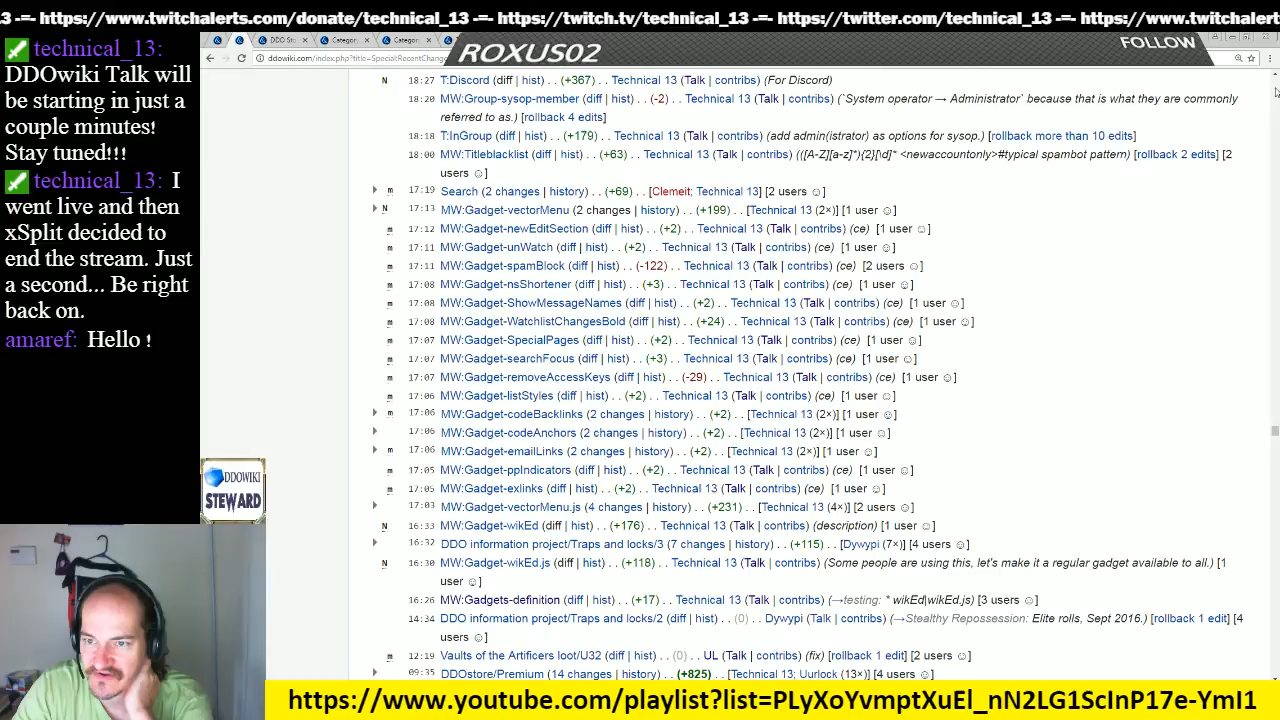 3 -=- https://www.twitchalerts.com/donate/technical_13 -=- https://twitch.tv/technical_13 -=- https://twitter.com/technical_13 -=- https://www.twitchalert
technical_13:
DDOwiki Talk will
be starting in just a
couple minutes!
Stay tuned!!!
technical_13: I
went live and then
xSplit decided to
end the stream. Just
a second... Be right
back on.
amaref: Hello !
DDOWIKI
STEWARD
DDO St
Categor
Categor
ROXUS02
FOLLOW
ddowiki.com/index.php?title=Special:RecentChange
N 18:27 T:Discord (diff | hist) . . (+367) . . Technical 13 (Talk | contribs) (For Discord)
18:20 MW:Group-sysop-member (diff | hist) . . (-2) . . Technical 13 (Talk | contribs) (`System operator → Administrator` because that is what they are commonly
referred to as.) [rollback 4 edits]
18:18 T:InGroup (diff | hist) . . (+179) . . Technical 13 (Talk | contribs) (add admin(istrator) as options for sysop.) [rollback more than 10 edits]
18:00 MW:Titleblacklist (diff | hist) . . (+63) . . Technical 13 (Talk | contribs) (([A-Z][a-z]*){2}[\d]* <newaccountonly>#typical spambot pattern) [rollback 2 edits] [2
users ☺]
m 17:19 Search (2 changes | history) . . (+69) . . [Clemeit; Technical 13] [2 users ☺]
N 17:13 MW:Gadget-vectorMenu (2 changes | history) . . (+199) . . [Technical 13 (2×)] [1 user ☺]
m 17:12 MW:Gadget-newEditSection (diff | hist) . . (+2) . . Technical 13 (Talk | contribs) (ce) [1 user ☺]
m 17:11 MW:Gadget-unWatch (diff | hist) . . (+2) . . Technical 13 (Talk | contribs) (ce) [1 user ☺]
m 17:11 MW:Gadget-spamBlock (diff | hist) . . (-122) . . Technical 13 (Talk | contribs) (ce) [2 users ☺]
m 17:08 MW:Gadget-nsShortener (diff | hist) . . (+3) . . Technical 13 (Talk | contribs) (ce) [1 user ☺]
m 17:08 MW:Gadget-ShowMessageNames (diff | hist) . . (+2) . . Technical 13 (Talk | contribs) (ce) [1 user ☺]
m 17:08 MW:Gadget-WatchlistChangesBold (diff | hist) . . (+24) . . Technical 13 (Talk | contribs) (ce) [1 user ☺]
m 17:07 MW:Gadget-SpecialPages (diff | hist) . . (+2) . . Technical 13 (Talk | contribs) (ce) [1 user ☺]
m 17:07 MW:Gadget-searchFocus (diff | hist) . . (+3) . . Technical 13 (Talk | contribs) (ce) [1 user ☺]
m 17:07 MW:Gadget-removeAccessKeys (diff | hist) . . (-29) . . Technical 13 (Talk | contribs) (ce) [1 user ☺]
m 17:06 MW:Gadget-listStyles (diff | hist) . . (+2) . . Technical 13 (Talk | contribs) (ce) [1 user ☺]
m 17:06 MW:Gadget-codeBacklinks (2 changes | history) . . (+2) . . [Technical 13 (2×)] [1 user ☺]
17:06 MW:Gadget-codeAnchors (2 changes | history) . . (+2) . . [Technical 13 (2×)] [1 user ☺]
m 17:06 MW:Gadget-emailLinks (2 changes | history) . . (+2) . . [Technical 13 (2×)] [1 user ☺]
m 17:05 MW:Gadget-ppIndicators (diff | hist) . . (+2) . . Technical 13 (Talk | contribs) (ce) [1 user ☺]
m 17:05 MW:Gadget-exlinks (diff | hist) . . (+2) . . Technical 13 (Talk | contribs) (ce) [1 user ☺]
17:03 MW:Gadget-vectorMenu.js (4 changes | history) . . (+231) . . [Technical 13 (4×)] [2 users ☺]
N 16:33 MW:Gadget-wikEd (diff | hist) . . (+176) . . Technical 13 (Talk | contribs) (description) [1 user ☺]
16:32 DDO information project/Traps and locks/3 (7 changes | history) . . (+115) . . [Dywypi (7×)] [4 users ☺]
N 16:30 MW:Gadget-wikEd.js (diff | hist) . . (+118) . . Technical 13 (Talk | contribs) (Some people are using this, let's make it a regular gadget available to all.) [1
user ☺]
16:26 MW:Gadgets-definition (diff | hist) . . (+17) . . Technical 13 (Talk | contribs) (→testing: * wikEd|wikEd.js) [3 users ☺]
14:34 DDO information project/Traps and locks/2 (diff | hist) . . (0) . . Dywypi (Talk | contribs) (→Stealthy Repossession: Elite rolls, Sept 2016.) [rollback 1 edit] [4
users ☺]
m 12:19 Vaults of the Artificers loot/U32 (diff | hist) . . (0) . . UL (Talk | contribs) (fix) [rollback 1 edit] [2 users ☺]
m 09:35 DDOstore/Premium (14 changes | history) . . (+825) . . [Technical 13; Uurlock (13×)] [4 users ☺]
https://www.youtube.com/playlist?list=PLyXoYvmptXuEl_nN2LG1ScInP17e-YmI1